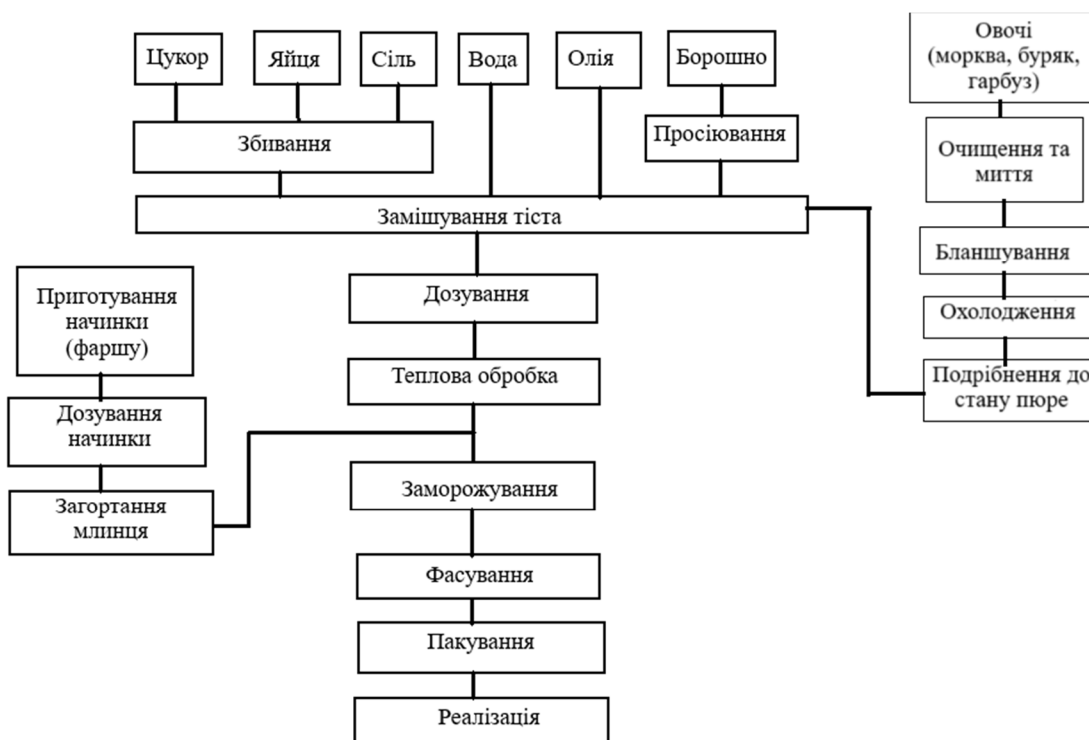 Цукор
Яйця
Сіль
Вода
Олія
Борошно
Овочі
(морква, буряк,
гарбуз)
Збивання
Просіювання
Очищення та
миття
Замішування тіста
Бланшування
Приготування
начинки
(фаршу)
Дозування
Охолодження
Теплова обробка
Подрібнення до
стану пюре
Дозування
начинки
Заморожування
Загортання
млинця
Фасування
Пакування
Реалізація